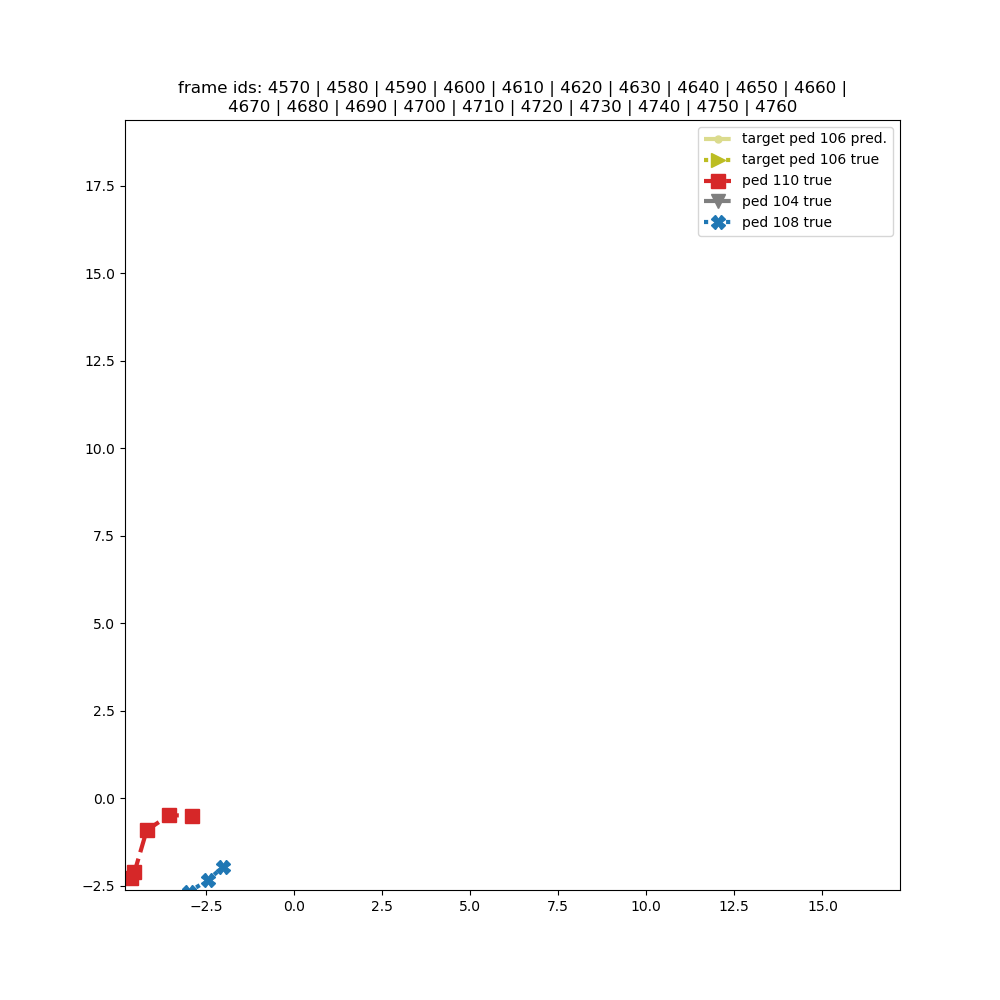 frame ids: 4570 | 4580 | 4590 | 4600 | 4610 | 4620 | 4630 | 4640 | 4650 | 4660 |
4670 | 4680 | 4690 | 4700 | 4710 | 4720 | 4730 | 4740 | 4750 | 4760
target ped 106 pred.
target ped 106 true
ped 110 true
ped 104 true
ped 108 true
17.5
15.0
12.5
10.0
7.5
5.0
2.5
0.0
−2.5
−2.5 0.0 2.5 5.0 7.5 10.0 12.5 15.0